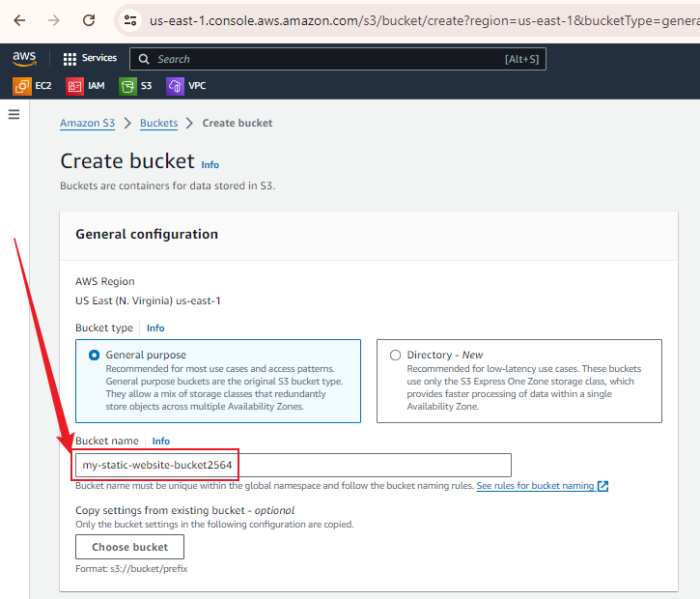 us-east-1.console.aws.amazon.com/s3/bucket/create?region=us-east-1&bucketType=genera
aws
Services
Search
[Alt+S]
EC2
IAM
S3
VPC
Amazon S3 > Buckets > Create bucket
Create bucket Info
Buckets are containers for data stored in S3.
General configuration
AWS Region
US East (N. Virginia) us-east-1
Bucket type Info
General purpose
Recommended for most use cases and access patterns.
General purpose buckets are the original S3 bucket type.
They allow a mix of storage classes that redundantly
store objects across multiple Availability Zones.
Directory - New
Recommended for low-latency use cases. These buckets
use only the S3 Express One Zone storage class, which
provides faster processing of data within a single
Availability Zone.
Bucket name Info
my-static-website-bucket2564
Bucket name must be unique within the global namespace and follow the bucket naming rules. See rules for bucket naming
Copy settings from existing bucket - optional
Only the bucket settings in the following configuration are copied.
Choose bucket
Format: s3://bucket/prefix